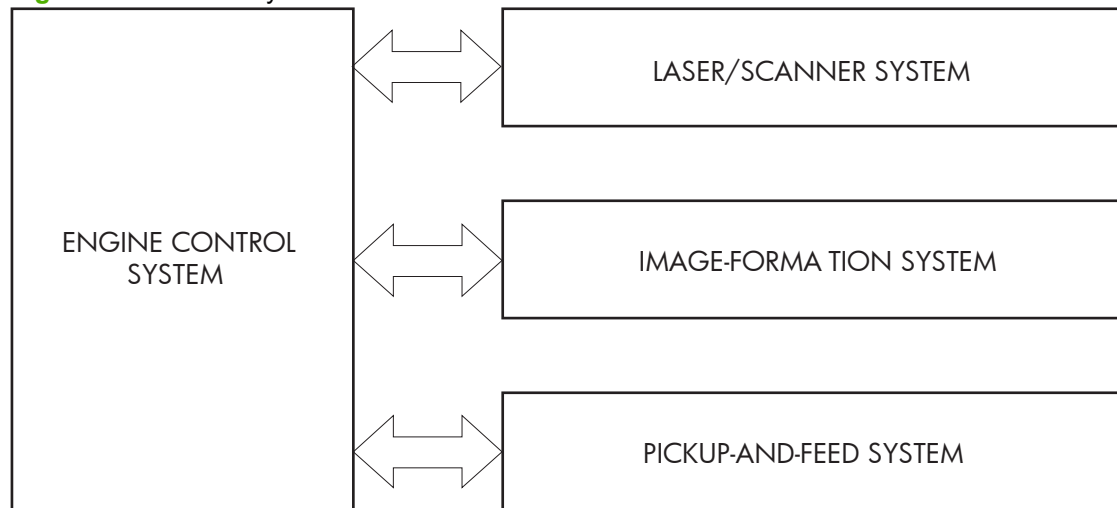 LASER/SCANNER SYSTEM
ENGINE CONTROL
SYSTEM
IMAGE-FORMA TION SYSTEM
PICKUP-AND-FEED SYSTEM